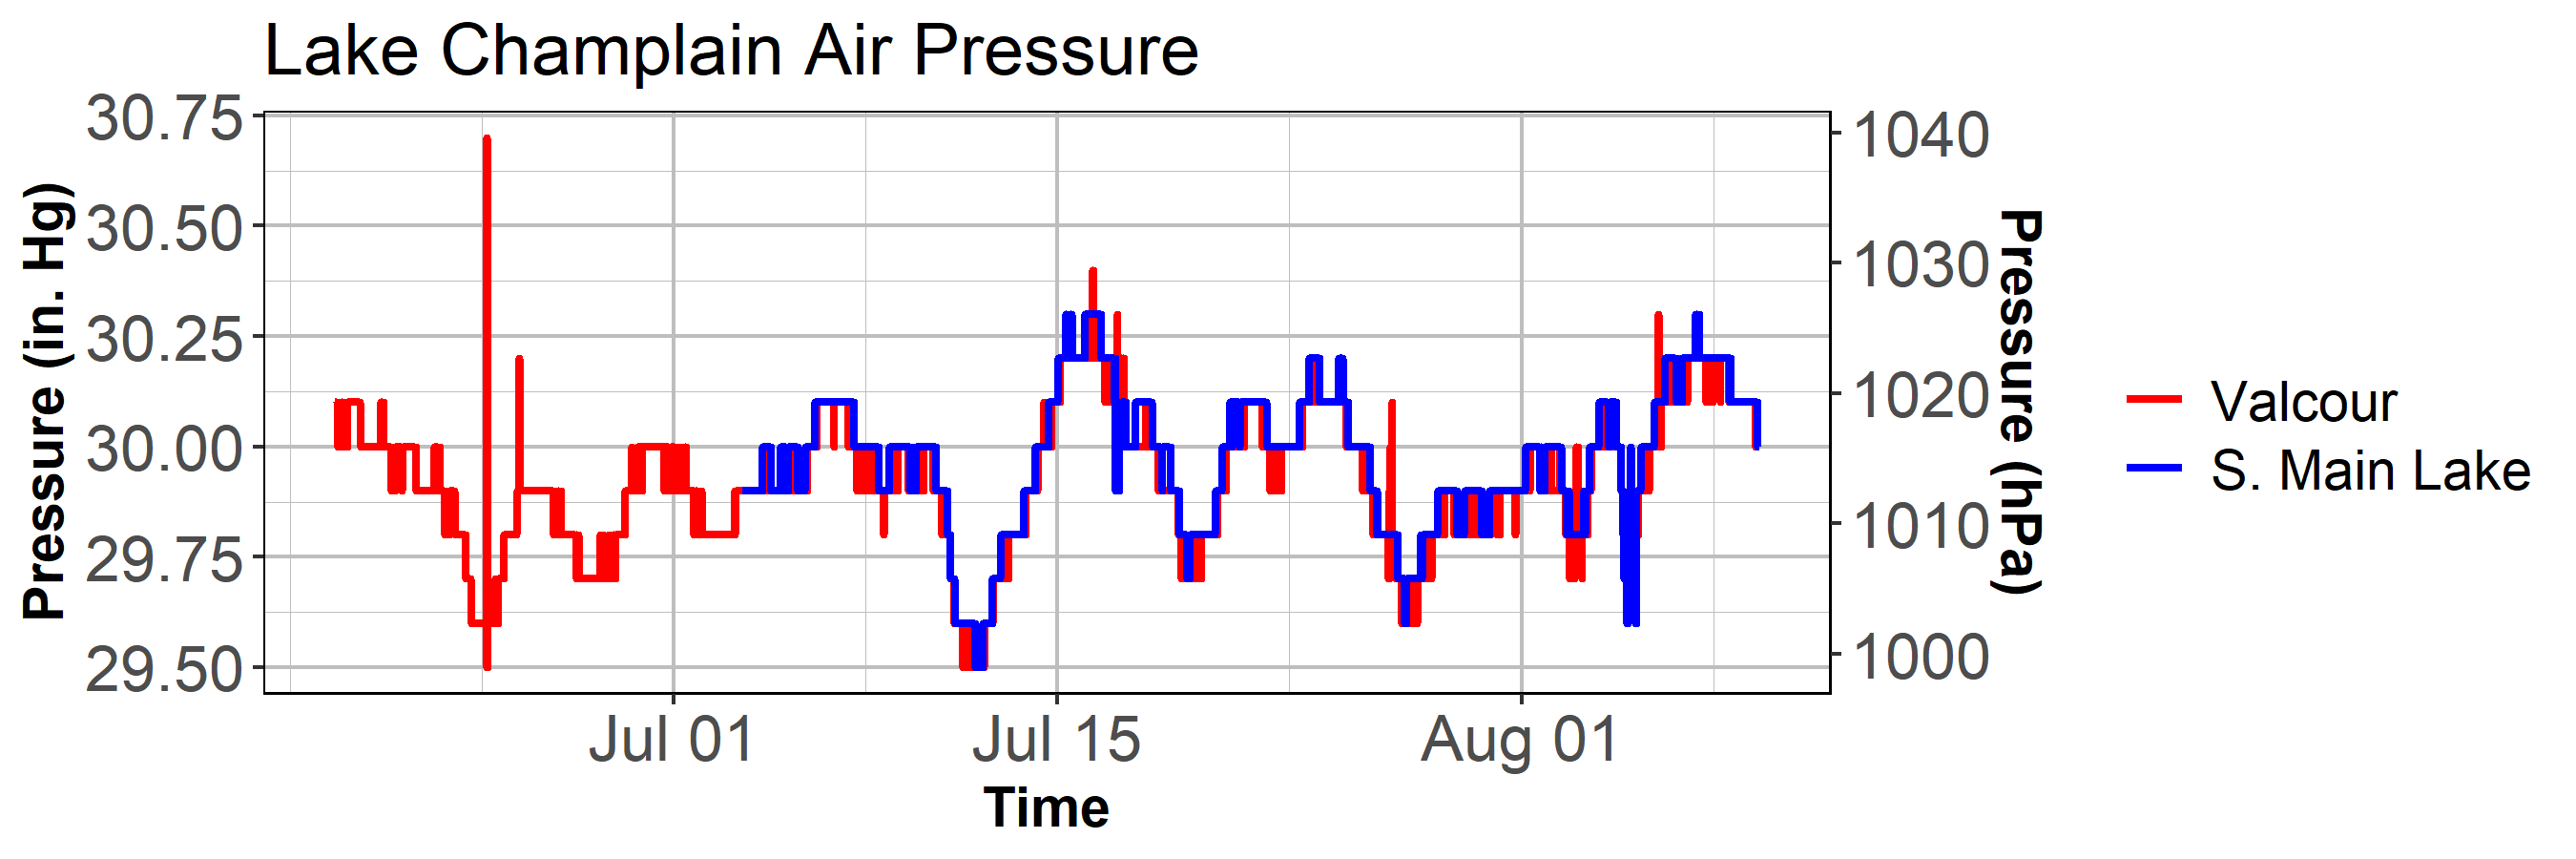 Lake Champlain Air Pressure
Pressure (in. Hg)
30.75
30.50
30.25
30.00
29.75
29.50
1040
1030
1020
1010
1000
Pressure (hPa)
Jul 01
Jul 15
Aug 01
Time
Valcour
S. Main Lake